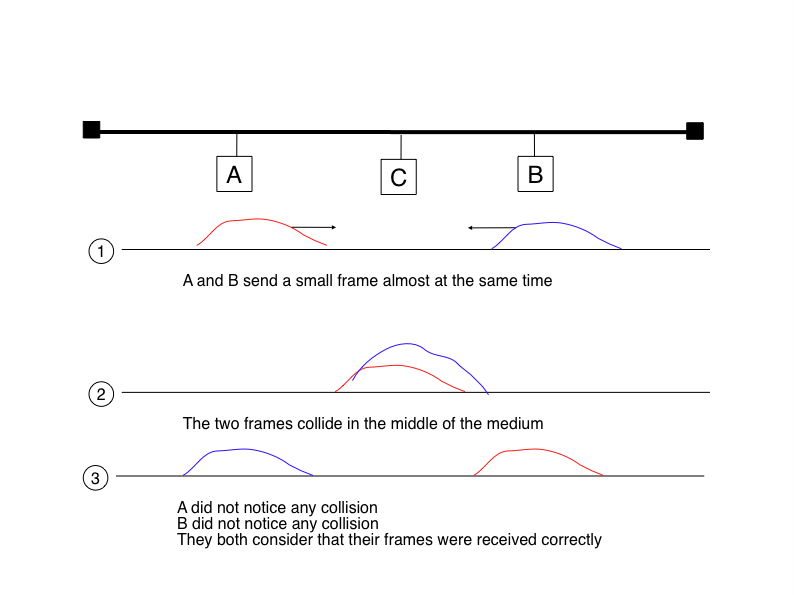 A
C
B
1
A and B send a small frame almost at the same time
2
The two frames collide in the middle of the medium
3
A did not notice any collision
B did not notice any collision
They both consider that their frames were received correctly